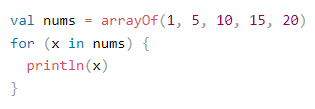 val nums = arrayOf(1, 5, 10, 15, 20)
for (x in nums) {
  println(x)
}